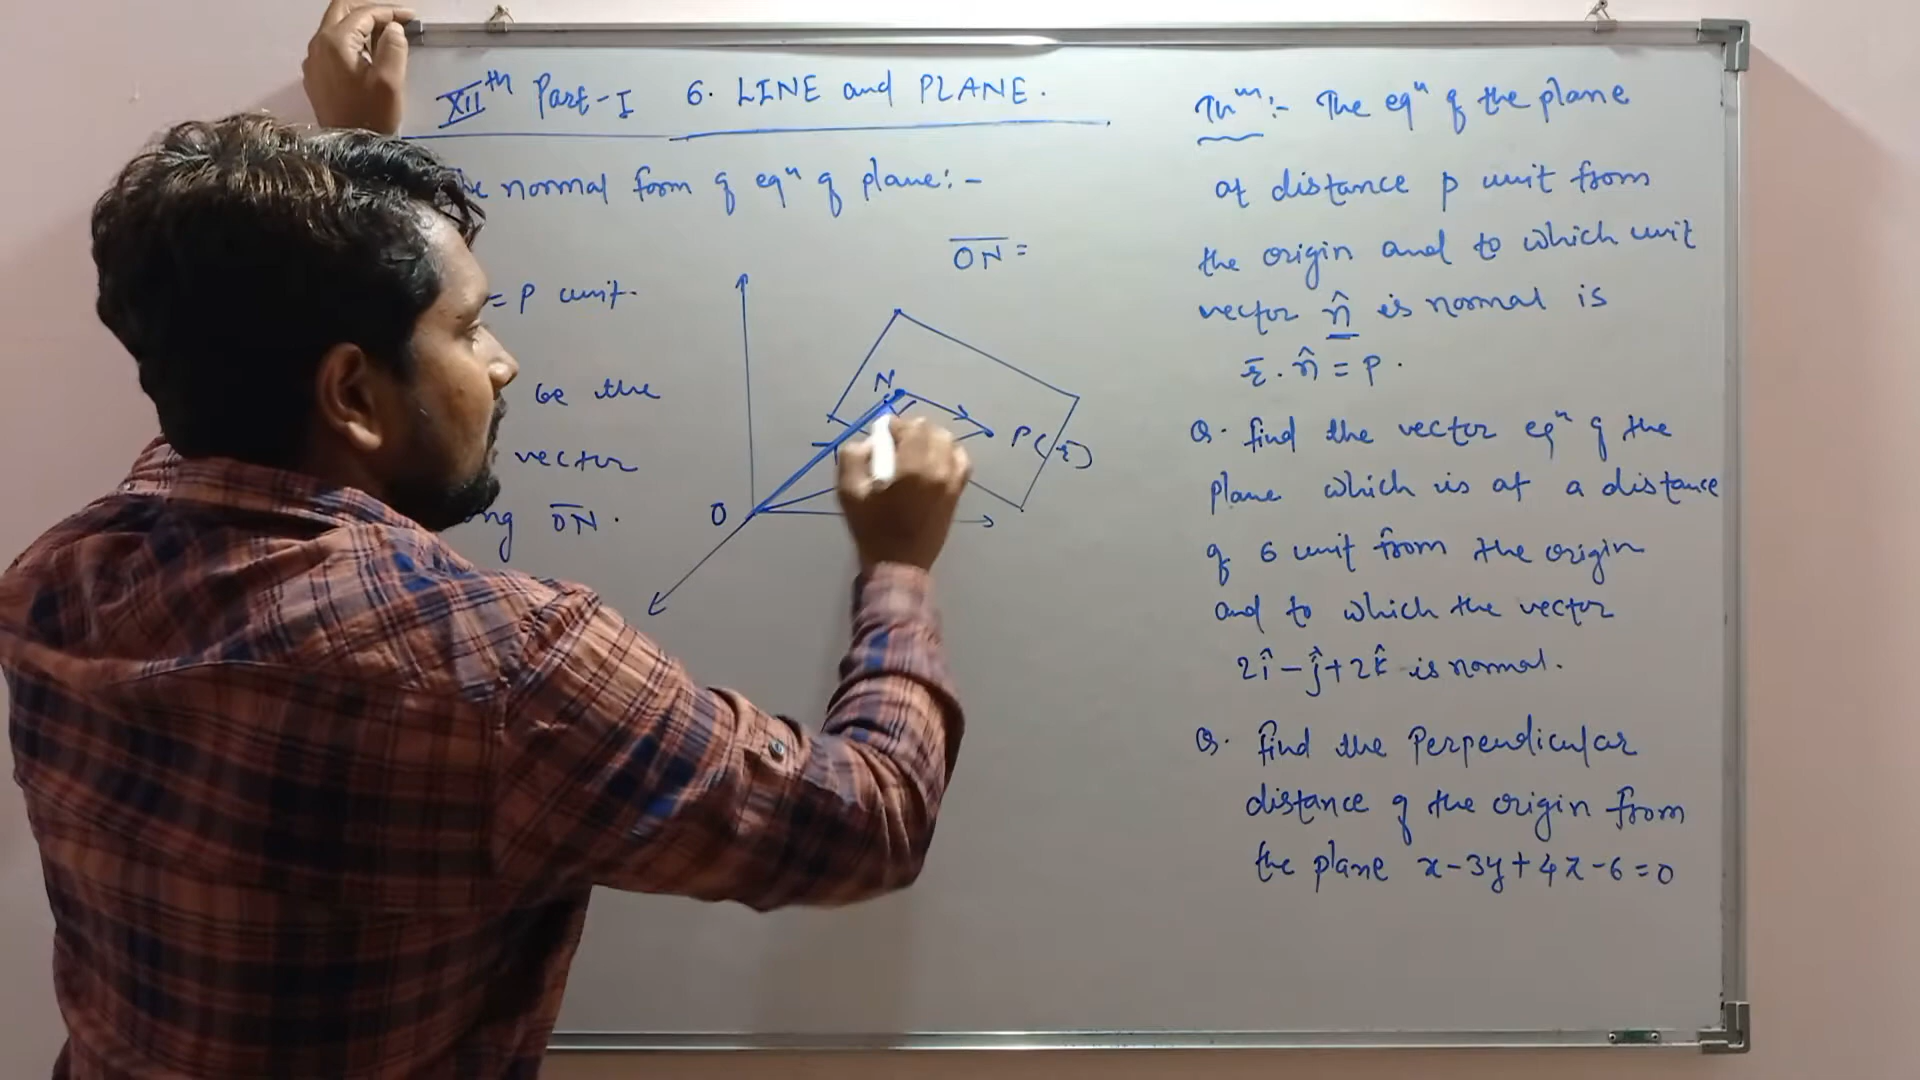 XIIth Part-I 6. LINE and PLANE.
normal form of eqn of plane:-
ON =
= p unit.
be the
vector
ON.
N
P(r̄)
O
Thm:- The eqn of the plane
at distance p unit from
the origin and to which unit
vector n̂ is normal is
r̄. n̂ = p.
Q. find the vector eqn of the
plane which is at a distance
of 6 unit from the origin
and to which the vector
2î - ĵ + 2k̂ is normal.
Q. find the Perpendicular
distance of the origin from
the plane x-3y+4z-6=0